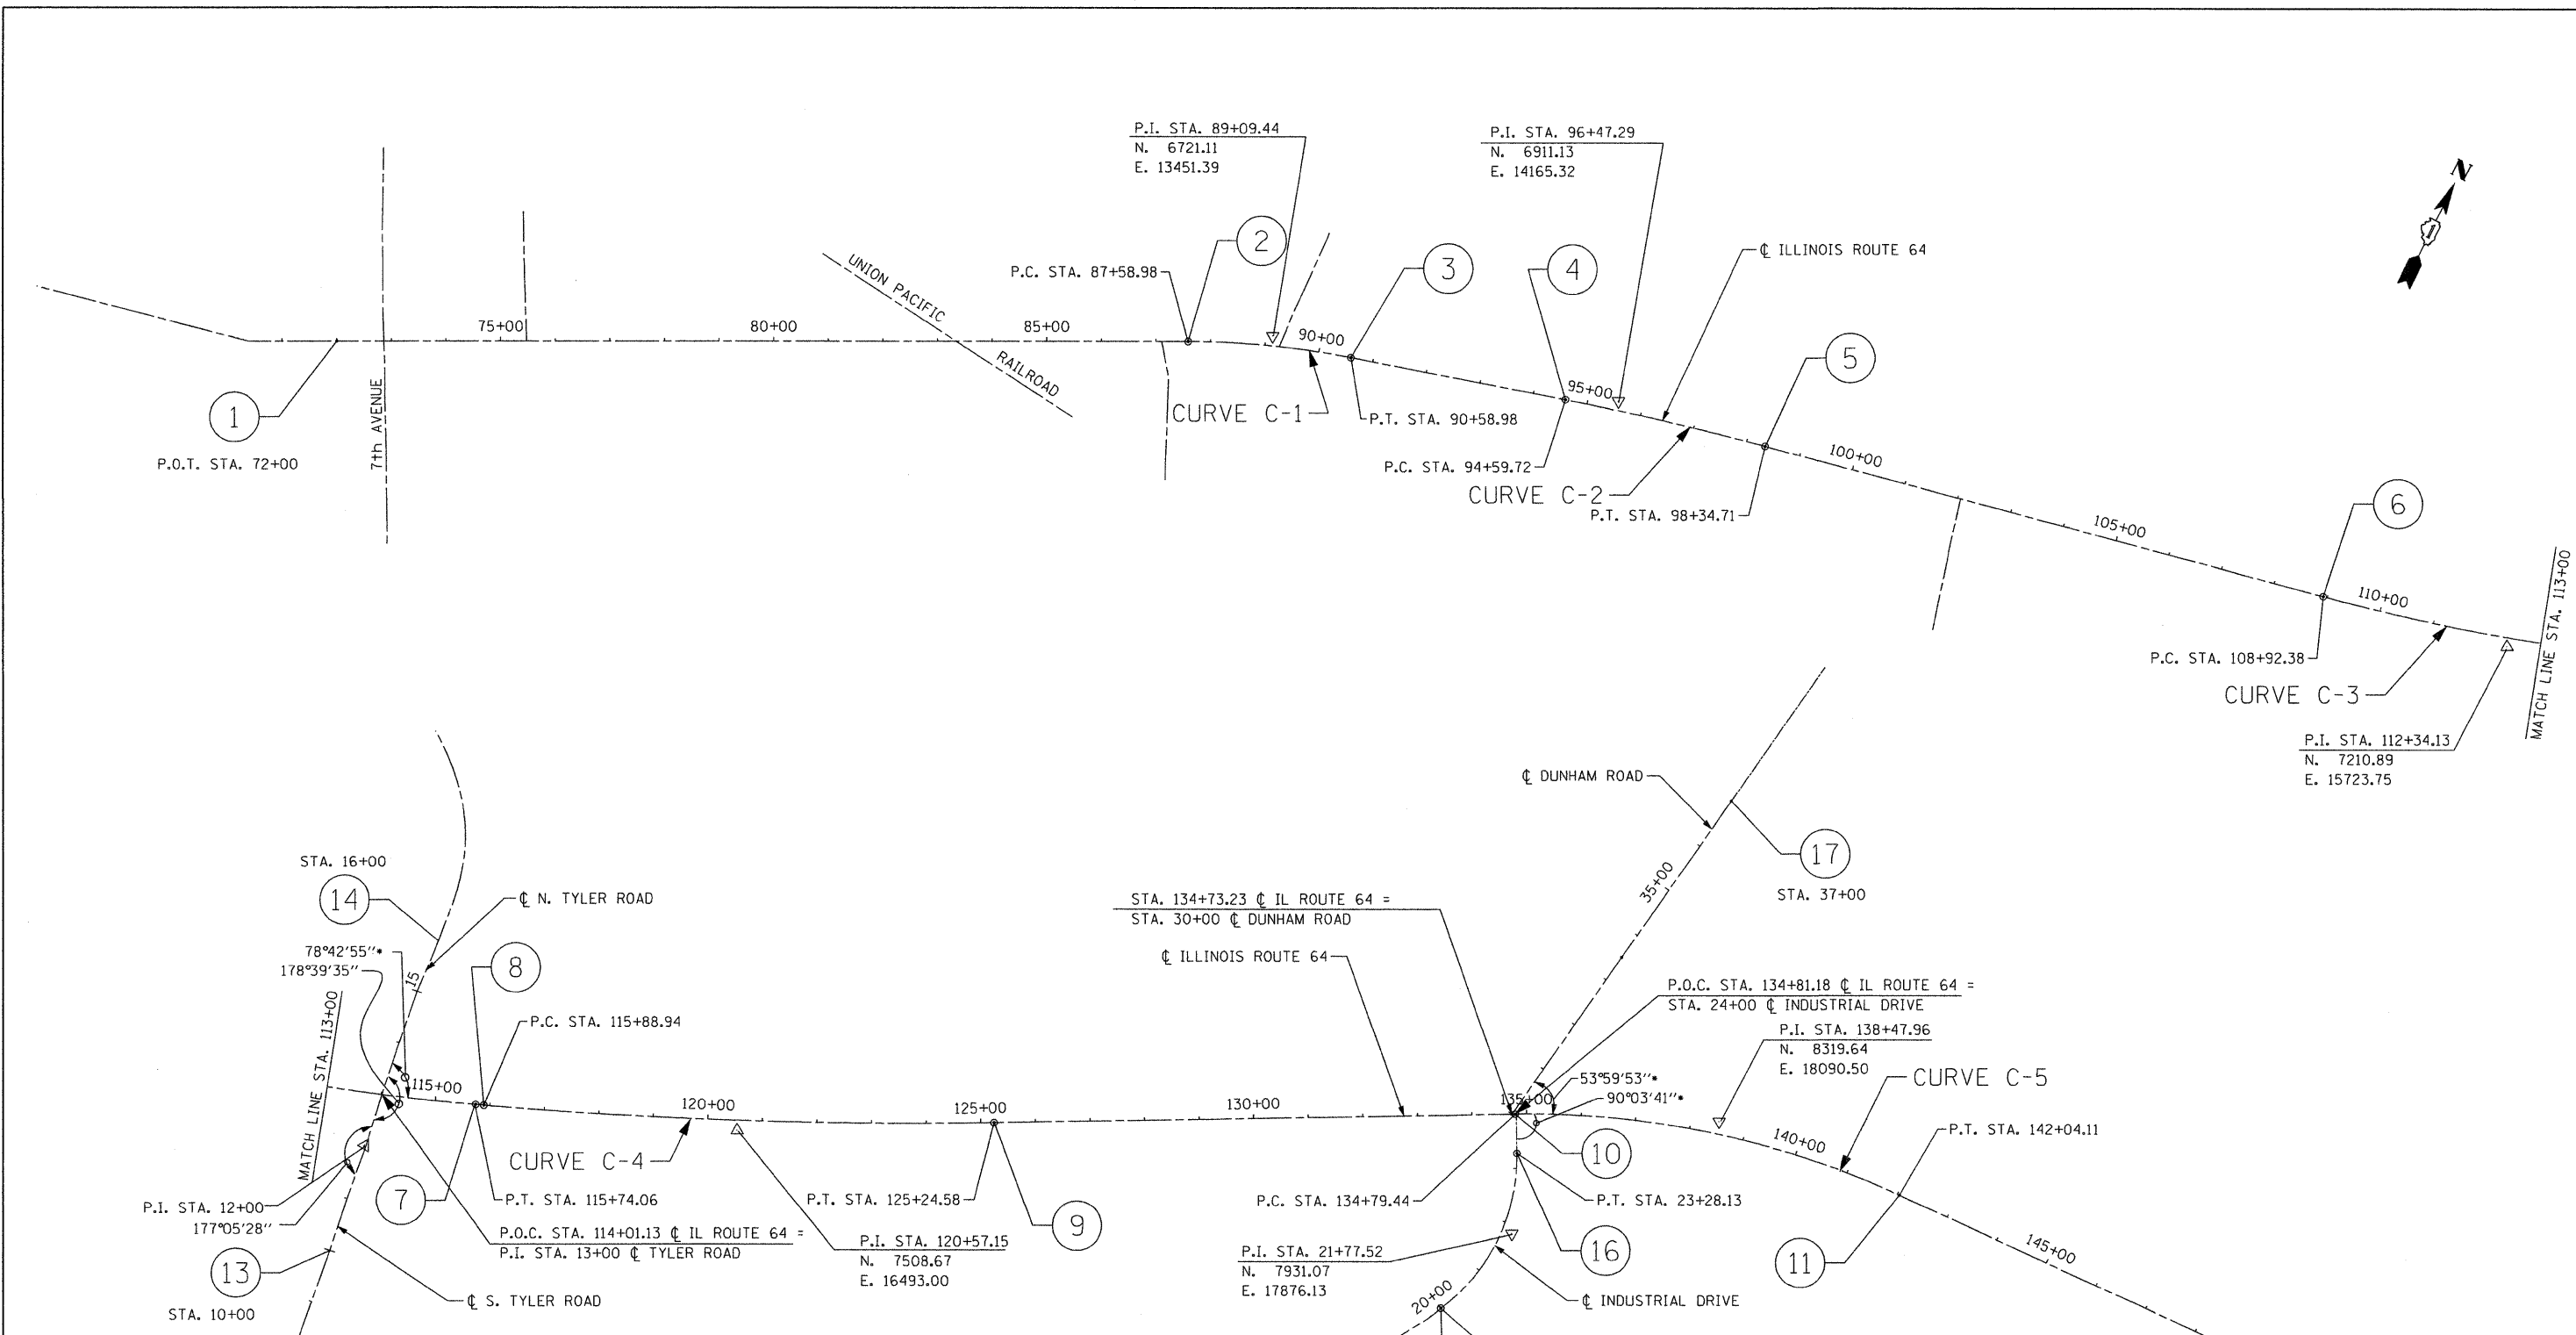 P.I. STA. 89+09.44
N. 6721.11
E. 13451.39
P.I. STA. 96+47.29
N. 6911.13
E. 14165.32
N
2
3
4
℄ ILLINOIS ROUTE 64
UNION PACIFIC
RAILROAD
P.C. STA. 87+58.98
75+00
80+00
85+00
90+00
5
1
P.O.T. STA. 72+00
7th AVENUE
CURVE C-1
P.T. STA. 90+58.98
95+00
P.C. STA. 94+59.72
CURVE C-2
P.T. STA. 98+34.71
100+00
105+00
6
110+00
MATCH LINE STA. 113+00
P.C. STA. 108+92.38
CURVE C-3
P.I. STA. 112+34.13
N. 7210.89
E. 15723.75
℄ DUNHAM ROAD
17
STA. 37+00
35+00
STA. 16+00
14
℄ N. TYLER ROAD
78°42'55"*
178°39'35"
15
8
STA. 134+73.23 ℄ IL ROUTE 64 =
STA. 30+00 ℄ DUNHAM ROAD
℄ ILLINOIS ROUTE 64
P.O.C. STA. 134+81.18 ℄ IL ROUTE 64 =
STA. 24+00 ℄ INDUSTRIAL DRIVE
P.I. STA. 138+47.96
N. 8319.64
E. 18090.50
MATCH LINE STA. 113+00
P.C. STA. 115+88.94
115+00
120+00
125+00
130+00
135+00
53°59'53"*
90°03'41"*
CURVE C-5
140+00
P.T. STA. 142+04.11
CURVE C-4
10
P.I. STA. 12+00
177°05'28"
7
P.T. STA. 115+74.06
P.T. STA. 125+24.58
9
P.C. STA. 134+79.44
P.T. STA. 23+28.13
P.O.C. STA. 114+01.13 ℄ IL ROUTE 64 =
P.I. STA. 13+00 ℄ TYLER ROAD
P.I. STA. 120+57.15
N. 7508.67
E. 16493.00
P.I. STA. 21+77.52
N. 7931.07
E. 17876.13
16
11
145+00
13
STA. 10+00
℄ S. TYLER ROAD
20+00
℄ INDUSTRIAL DRIVE